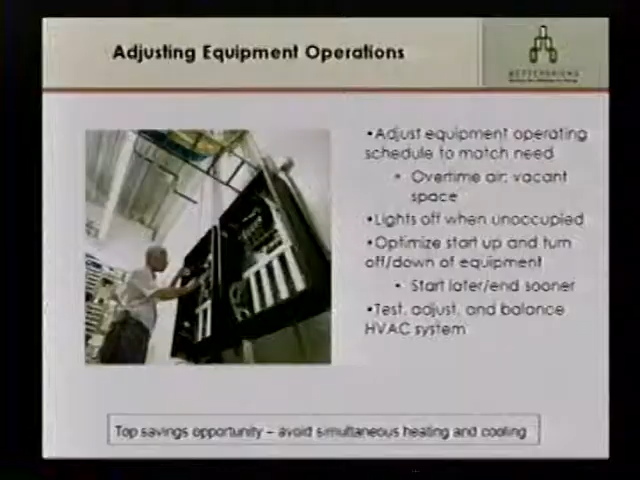 Adjusting Equipment Operations
BETTERBRICKS
•Adjust equipment operating
schedule to match need
• Overtime air, vacant
space
•Lights off when unoccupied
•Optimize start up and turn
off/down of equipment
• Start later/end sooner
•Test, adjust, and balance
HVAC system
Top savings opportunity – avoid simultaneous heating and cooling